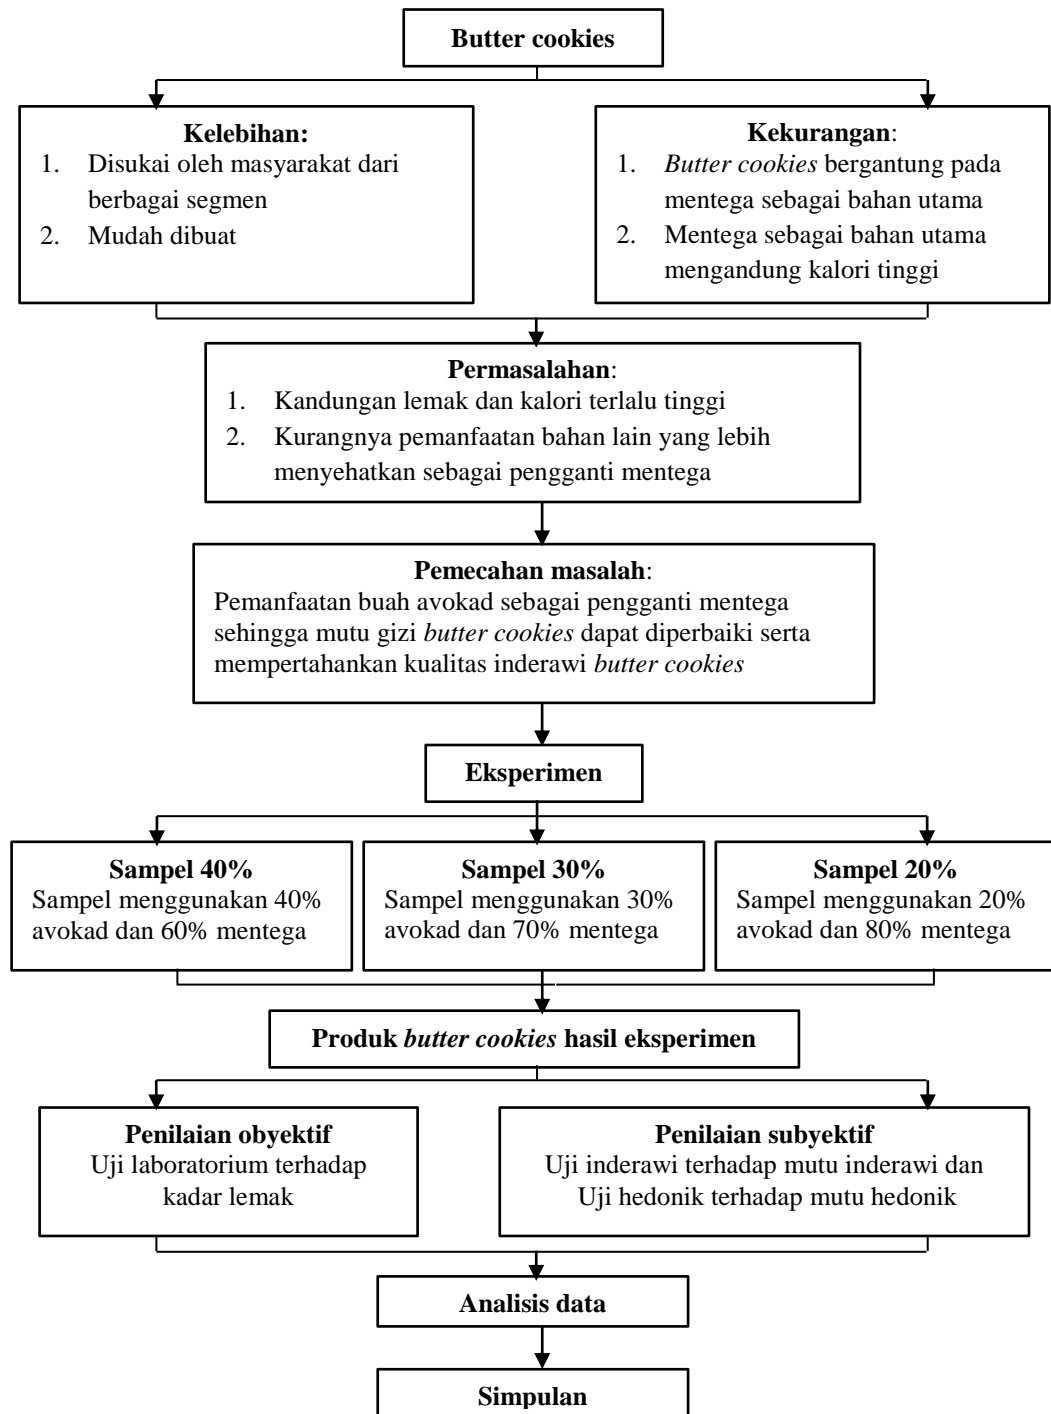 Butter cookies
Kelebihan:
1. Disukai oleh masyarakat dari
berbagai segmen
2. Mudah dibuat
Kekurangan:
1. Butter cookies bergantung pada
mentega sebagai bahan utama
2. Mentega sebagai bahan utama
mengandung kalori tinggi
Permasalahan:
1. Kandungan lemak dan kalori terlalu tinggi
2. Kurangnya pemanfaatan bahan lain yang lebih
menyehatkan sebagai pengganti mentega
Pemecahan masalah:
Pemanfaatan buah avokad sebagai pengganti mentega
sehingga mutu gizi butter cookies dapat diperbaiki serta
mempertahankan kualitas inderawi butter cookies
Eksperimen
Sampel 40%
Sampel menggunakan 40%
avokad dan 60% mentega
Sampel 30%
Sampel menggunakan 30%
avokad dan 70% mentega
Sampel 20%
Sampel menggunakan 20%
avokad dan 80% mentega
Produk butter cookies hasil eksperimen
Penilaian obyektif
Uji laboratorium terhadap
kadar lemak
Penilaian subyektif
Uji inderawi terhadap mutu inderawi dan
Uji hedonik terhadap mutu hedonik
Analisis data
Simpulan